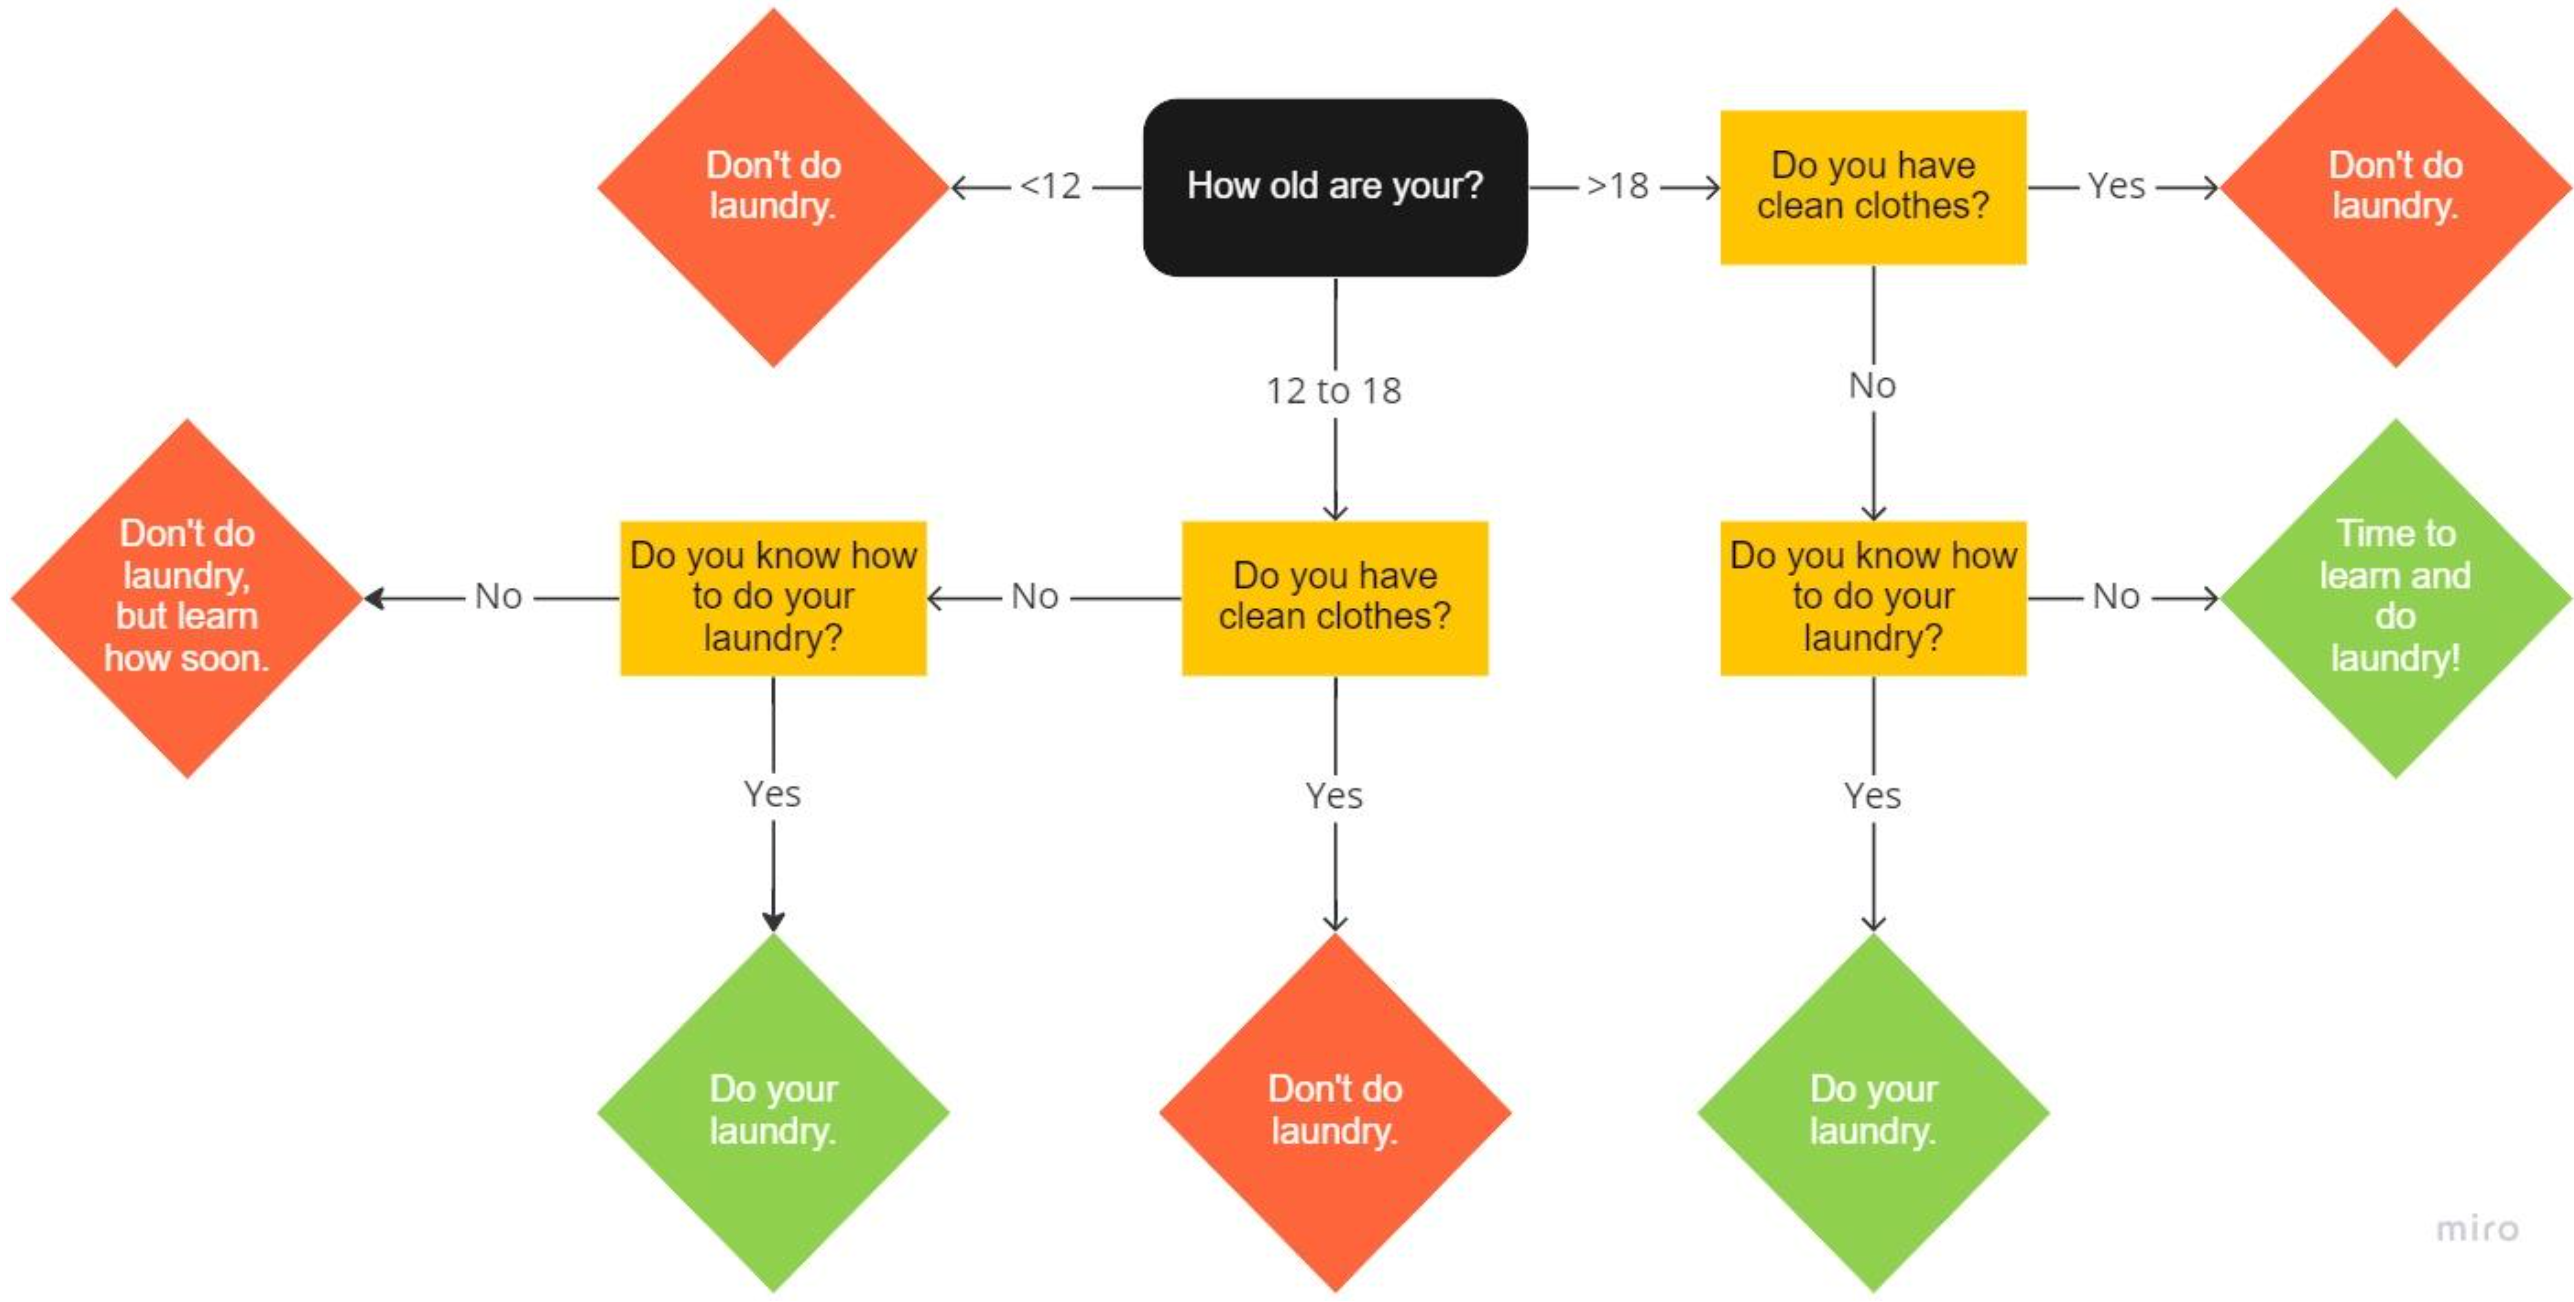 Don't do
laundry.
<12
How old are your?
>18
Do you have
clean clothes?
Yes
Don't do
laundry.
12 to 18
No
Don't do
laundry,
but learn
how soon.
No
Do you know how
to do your
laundry?
No
Do you have
clean clothes?
Do you know how
to do your
laundry?
No
Time to
learn and
do
laundry!
Yes
Yes
Yes
Do your
laundry.
Don't do
laundry.
Do your
laundry.
miro